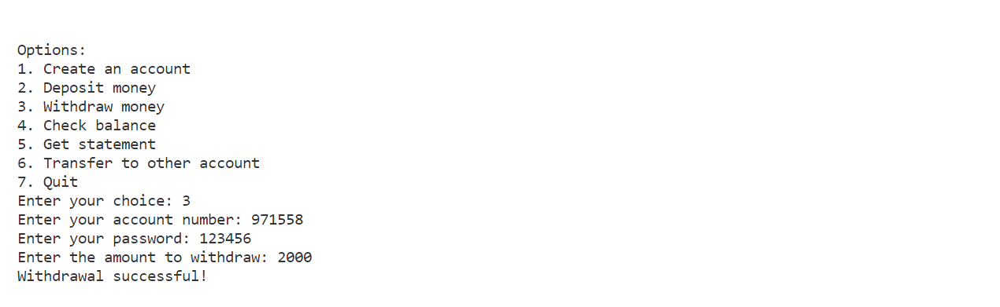 Options:
1. Create an account
2. Deposit money
3. Withdraw money
4. Check balance
5. Get statement
6. Transfer to other account
7. Quit
Enter your choice: 3
Enter your account number: 971558
Enter your password: 123456
Enter the amount to withdraw: 2000
Withdrawal successful!